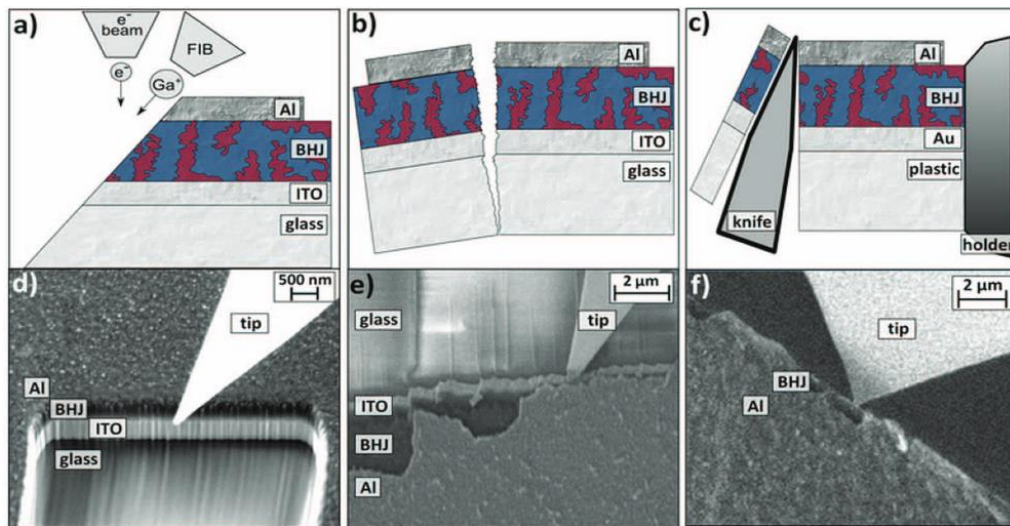 a)
e⁻
beam
FIB
e⁻
Ga⁺
Al
BHJ
ITO
glass
b)
Al
BHJ
ITO
glass
c)
Al
BHJ
Au
plastic
knife
holder
d)
500 nm
tip
Al
BHJ
ITO
glass
e)
2 μm
glass
tip
ITO
BHJ
Al
f)
2 μm
tip
BHJ
Al